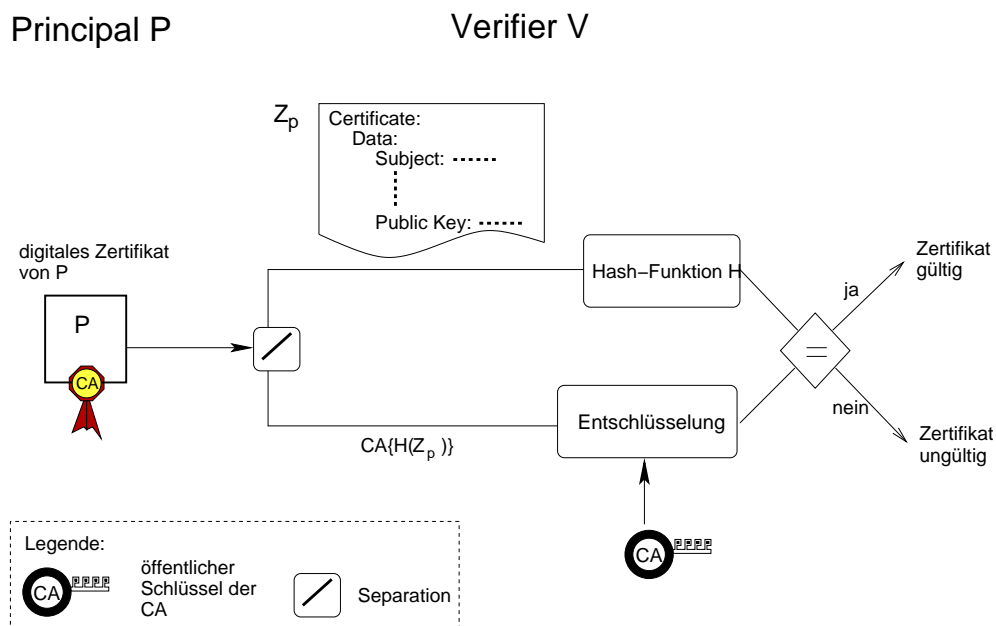 Principal P
Verifier V
Zp
Certificate:
Data:
Subject:
Public Key:
digitales Zertifikat
von P
P
CA
Hash–Funktion H
Zertifikat
gültig
ja
=
nein
Entschlüsselung
CA{H(Zp )}
Zertifikat
ungültig
CA
Legende:
CA
öffentlicher
Schlüssel der
CA
Separation